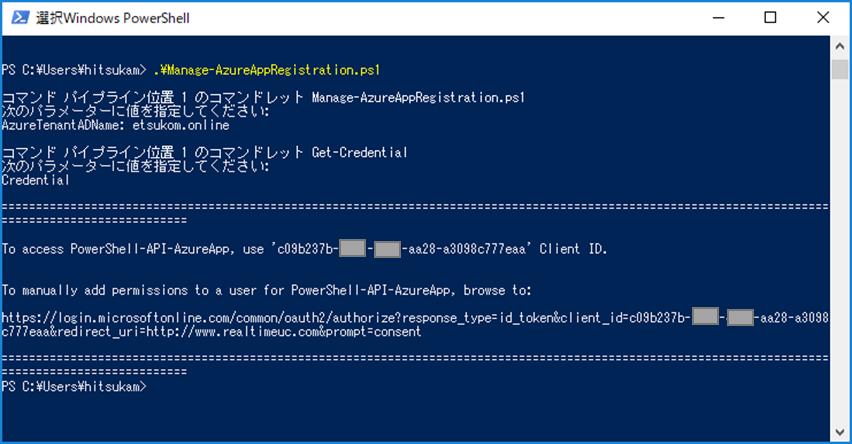 選択Windows PowerShell
PS C:¥Users¥hitsukam> .¥Manage-AzureAppRegistration.ps1
コマンド パイプライン位置 1 のコマンドレット Manage-AzureAppRegistration.ps1
次のパラメーターに値を指定してください:
AzureTenantADName: etsukom.online
コマンド パイプライン位置 1 のコマンドレット Get-Credential
次のパラメーターに値を指定してください:
Credential
========================================================================================================================
===========================
To access PowerShell-API-AzureApp, use 'c09b237b- - -aa28-a3098c777eaa' Client ID.
To manually add permissions to a user for PowerShell-API-AzureApp, browse to:
https://login.microsoftonline.com/common/oauth2/authorize?response_type=id_token&client_id=c09b237b- - -aa28-a3098
c777eaa&redirect_uri=http://www.realtimeuc.com&prompt=consent
========================================================================================================================
===========================
PS C:¥Users¥hitsukam>